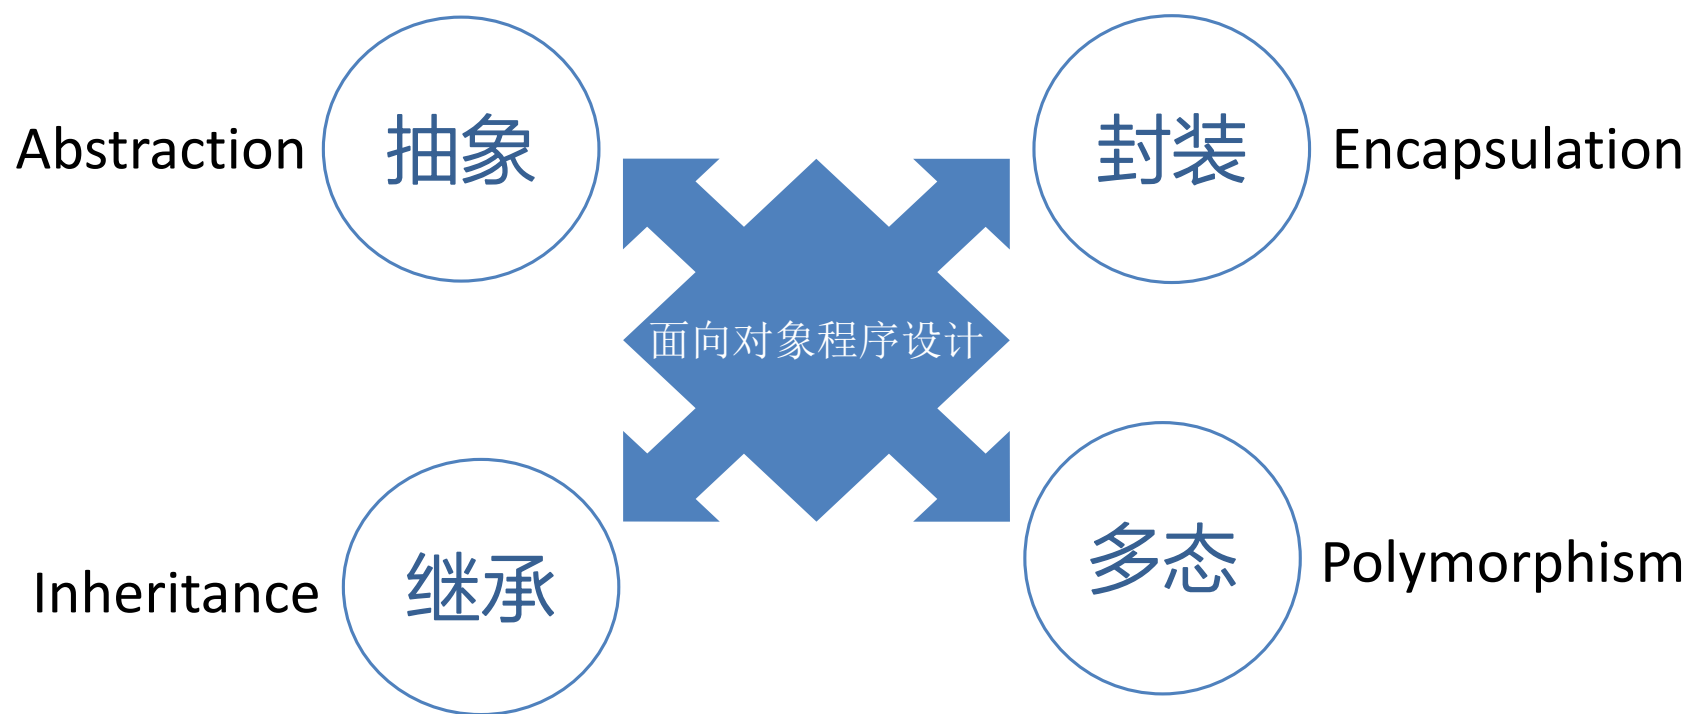 Abstraction
抽象
封装
Encapsulation
面向对象程序设计
Inheritance
继承
多态
Polymorphism